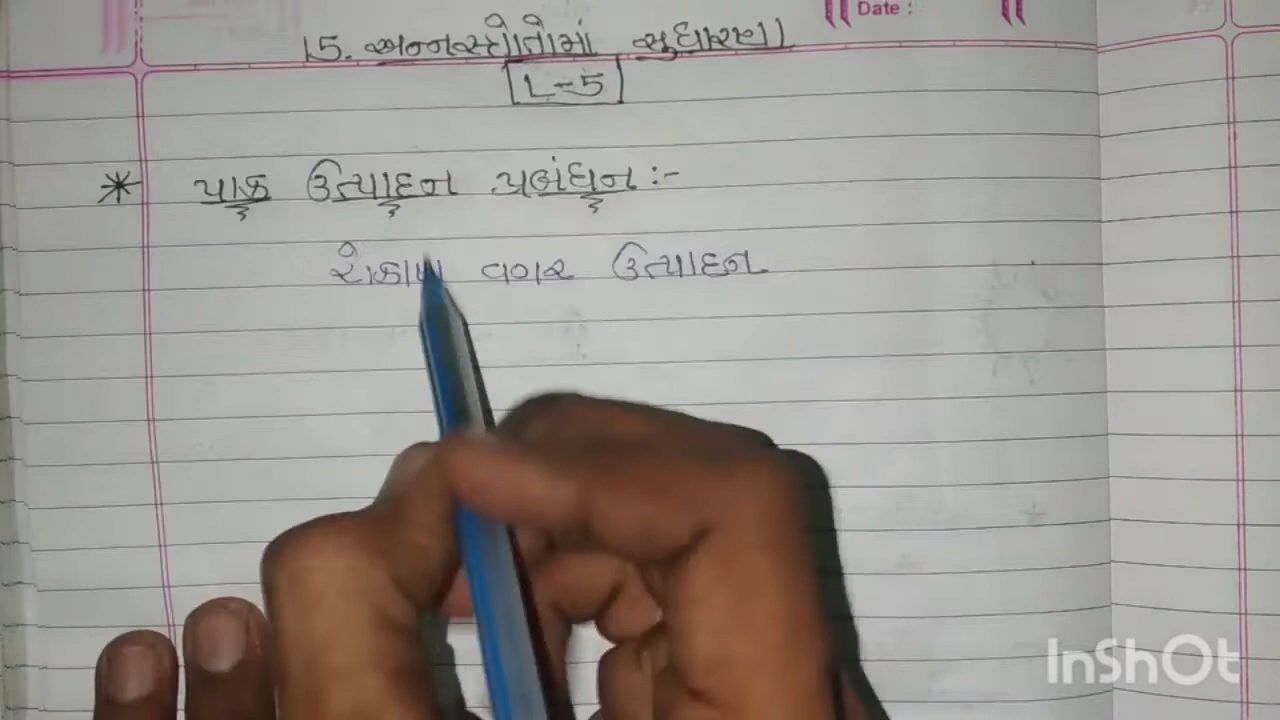 Date :
15. અન્નસ્ત્રોતોમાં સુધારણા
L-5
* પાક ઉત્પાદન પ્રબંધન :-
રોકાણ વગર ઉત્પાદન
InShOt